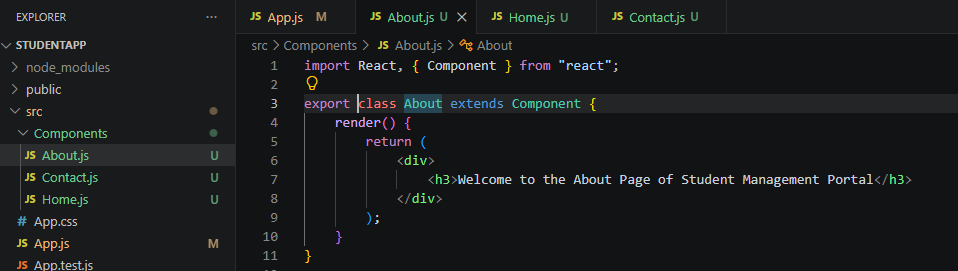 EXPLORER ...
STUDENTAPP
node_modules
public
src
Components
JS About.js U
JS Contact.js U
JS Home.js U
# App.css
JS App.js M
JS App.test.js
JS App.js M
JS About.js U ×
JS Home.js U
JS Contact.js U
src > Components > JS About.js > About
1 import React, { Component } from "react";
2
3 export class About extends Component {
4 render() {
5 return (
6 <div>
7 <h3>Welcome to the About Page of Student Management Portal</h3>
8 </div>
9 );
10 }
11 }